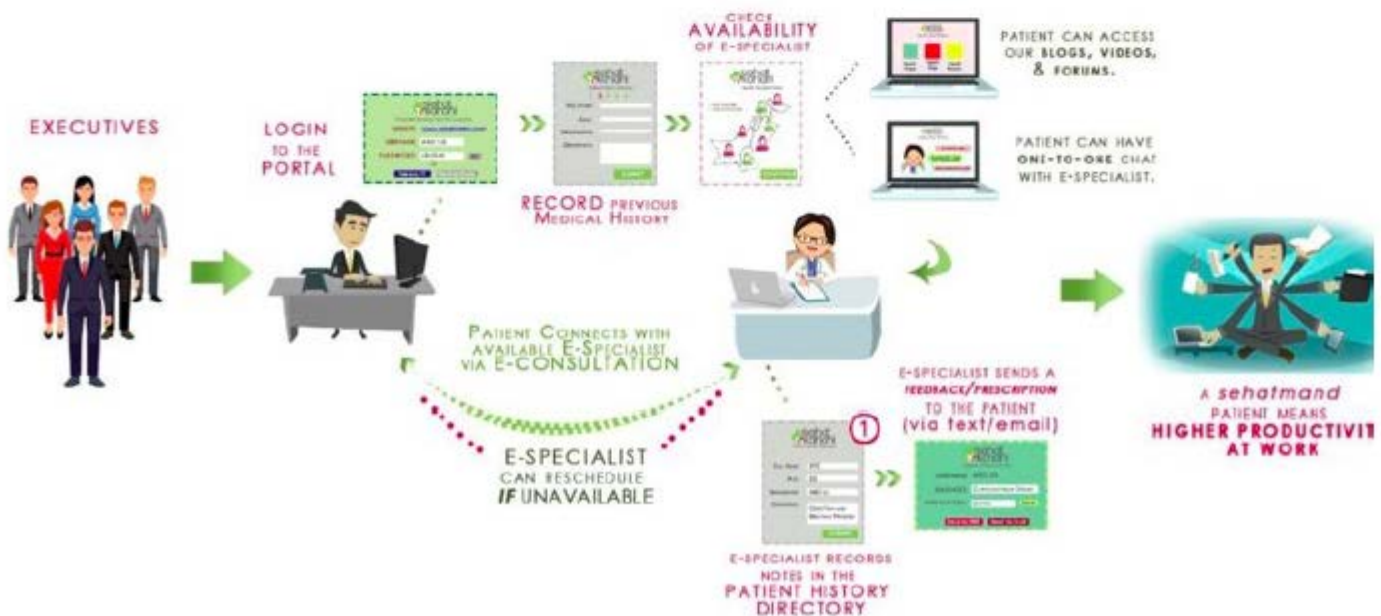 EXECUTIVES
LOGIN
TO THE
PORTAL
RECORD PREVIOUS
MEDICAL HISTORY
CHECK
AVAILABILITY
OF E-SPECIALIST
PATIENT CAN ACCESS
OUR BLOGS, VIDEOS,
& FORUMS.
PATIENT CAN HAVE
ONE-TO-ONE CHAT
WITH E-SPECIALIST.
PATIENT CONNECTS WITH
AVAILABLE E-SPECIALIST
VIA E-CONSULTATION
E-SPECIALIST
CAN RESCHEDULE
IF UNAVAILABLE
1
E-SPECIALIST RECORDS
NOTES IN THE
PATIENT HISTORY
DIRECTORY
E-SPECIALIST SENDS A
FEEDBACK/PRESCRIPTION
TO THE PATIENT
(via text/email)
A sehatmand
PATIENT MEANS
HIGHER PRODUCTIVIT
AT WORK